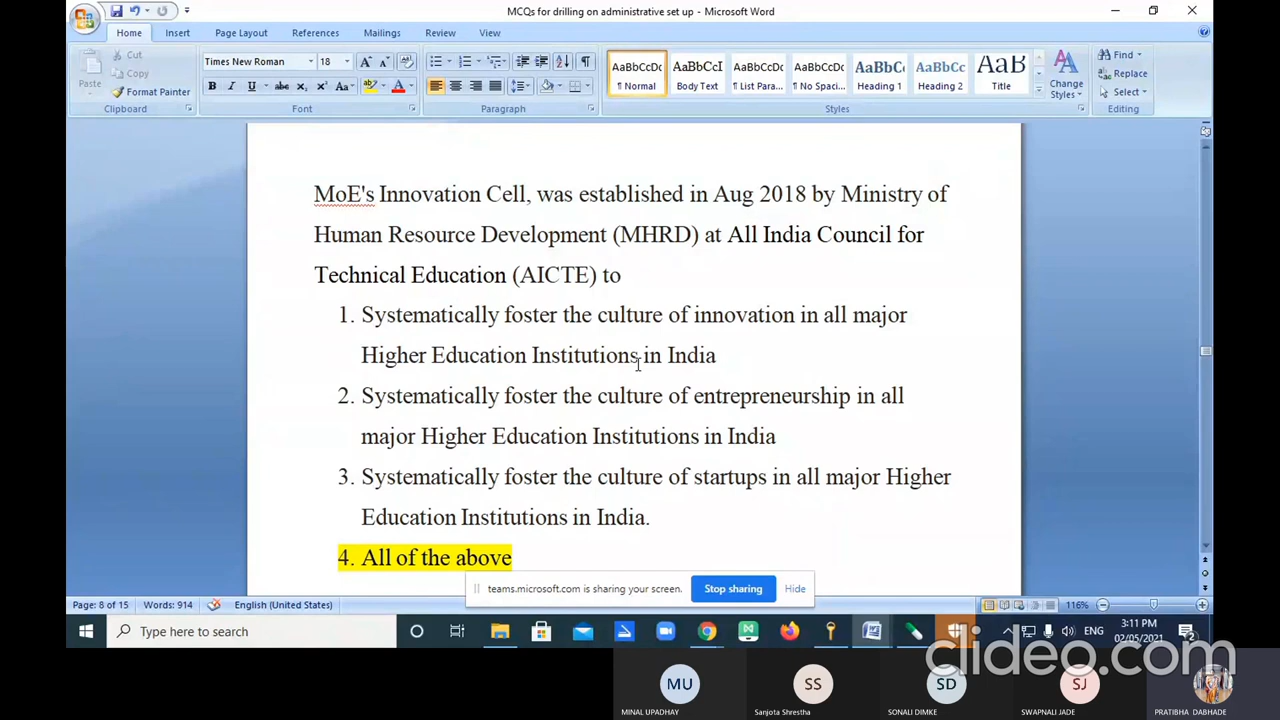 MCQs for drilling on administrative set up - Microsoft Word
Home Insert Page Layout References Mailings Review View
Paste
Cut
Copy
Format Painter
Clipboard
Times New Roman 18
Font
Paragraph
AaBbCcDc AaBbCcI AaBbCcDc AaBbCcDc AaBbC AaBbCc AaB
¶ Normal Body Text ¶ List Para... ¶ No Spaci... Heading 1 Heading 2 Title
Change
Styles
Styles
Find
Replace
Select
Editing
MoE's Innovation Cell, was established in Aug 2018 by Ministry of
Human Resource Development (MHRD) at All India Council for
Technical Education (AICTE) to
1. Systematically foster the culture of innovation in all major
Higher Education Institutions in India
2. Systematically foster the culture of entrepreneurship in all
major Higher Education Institutions in India
3. Systematically foster the culture of startups in all major Higher
Education Institutions in India.
4. All of the above
teams.microsoft.com is sharing your screen. Stop sharing Hide
Page: 8 of 15 Words: 914 English (United States) 116%
Type here to search
ENG
3:11 PM
02/05/2021
clideo.com
MU SS SD SJ
MINAL UPADHAY Sanjota Shrestha SONALI DIMKE SWAPNALI JADE PRATIBHA DABHADE